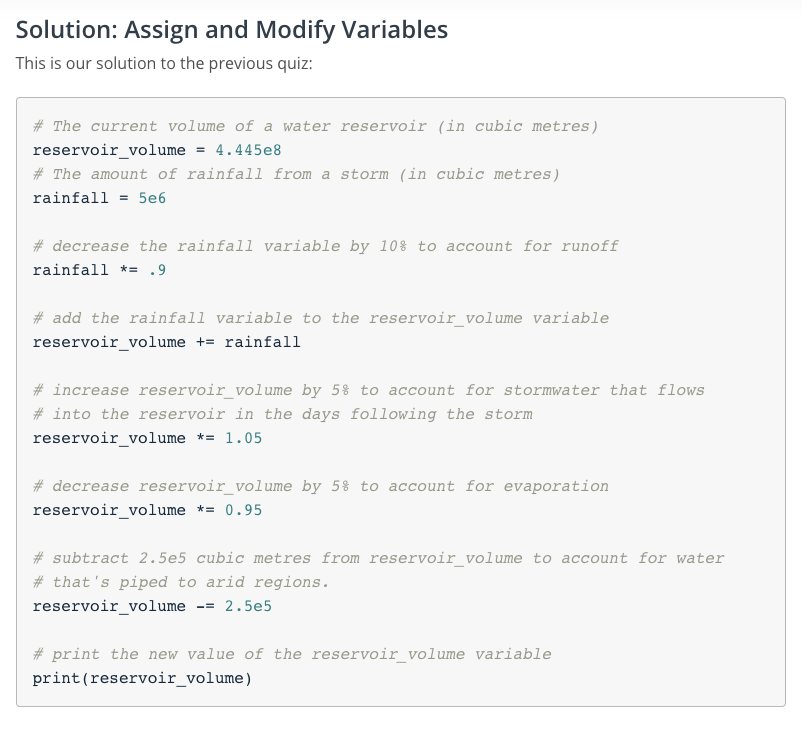 Solution: Assign and Modify Variables
This is our solution to the previous quiz:
# The current volume of a water reservoir (in cubic metres)
reservoir_volume = 4.445e8
# The amount of rainfall from a storm (in cubic metres)
rainfall = 5e6
# decrease the rainfall variable by 10% to account for runoff
rainfall *= .9
# add the rainfall variable to the reservoir_volume variable
reservoir_volume += rainfall
# increase reservoir_volume by 5% to account for stormwater that flows
# into the reservoir in the days following the storm
reservoir_volume *= 1.05
# decrease reservoir_volume by 5% to account for evaporation
reservoir_volume *= 0.95
# subtract 2.5e5 cubic metres from reservoir_volume to account for water
# that's piped to arid regions.
reservoir_volume -= 2.5e5
# print the new value of the reservoir_volume variable
print(reservoir_volume)